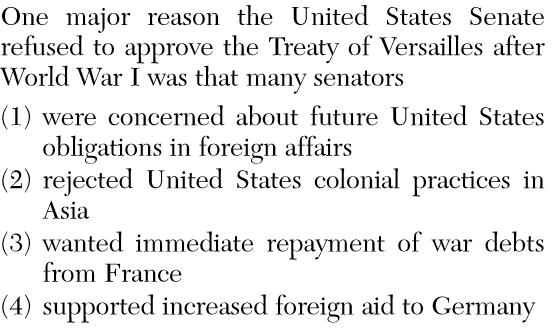 One major reason the United States Senate
refused to approve the Treaty of Versailles after
World War I was that many senators
(1) were concerned about future United States
obligations in foreign affairs
(2) rejected United States colonial practices in
Asia
(3) wanted immediate repayment of war debts
from France
(4) supported increased foreign aid to Germany